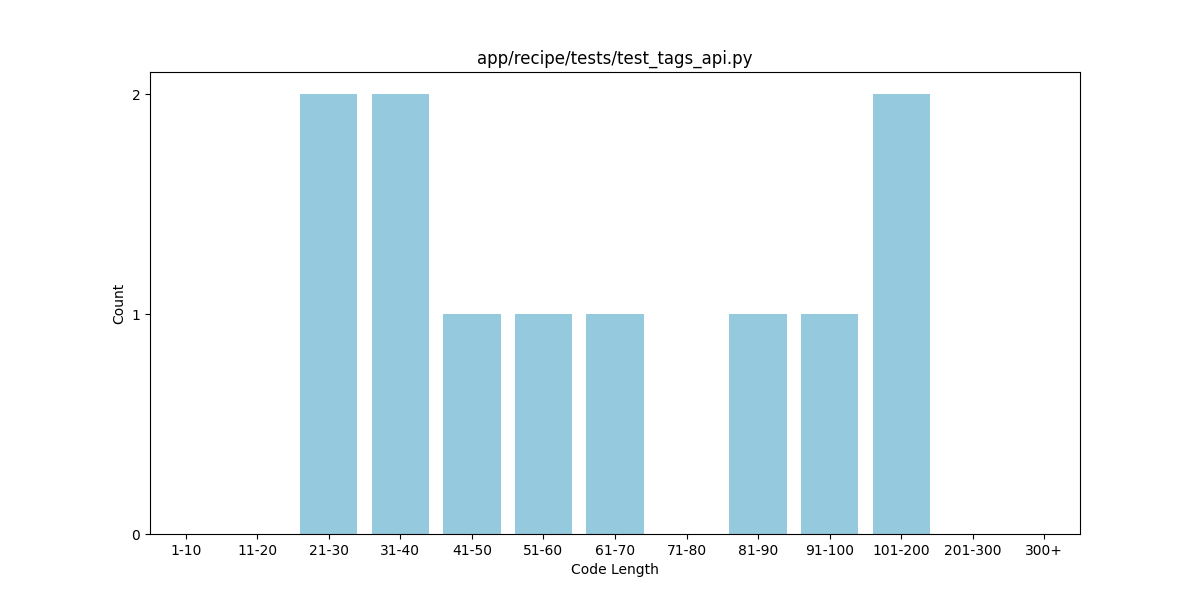 app/recipe/tests/test_tags_api.py
2
1
0
Count
1-10 11-20 21-30 31-40 41-50 51-60 61-70 71-80 81-90 91-100 101-200 201-300 300+
Code Length